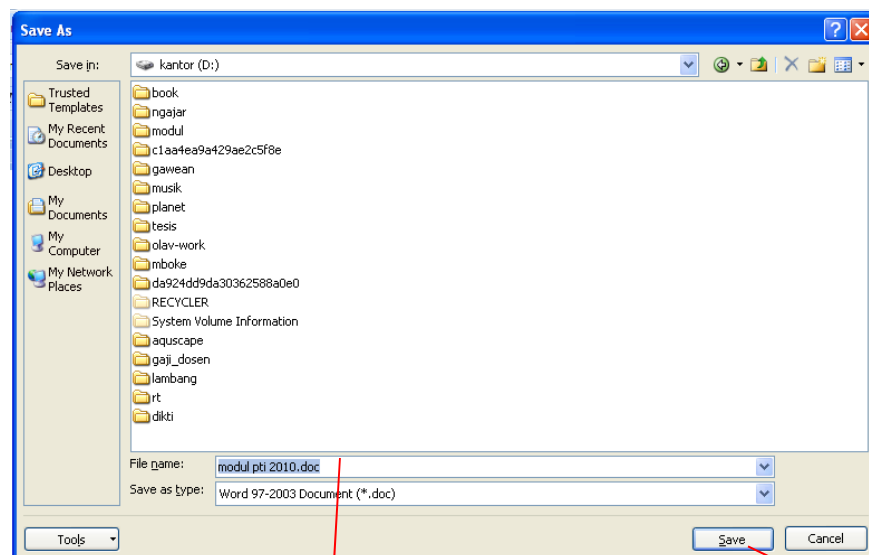 Save As
Save in:
kantor (D:)
Trusted
Templates
My Recent
Documents
Desktop
My
Documents
My
Computer
My Network
Places
book
ngajar
modul
c1aa4ea9a429ae2c5f8e
gawean
musik
planet
tesis
olav-work
mboke
da924dd9da30362588a0e0
RECYCLER
System Volume Information
aquscape
gaji_dosen
lambang
rt
dikti
File name:
modul pti 2010.doc
Save as type:
Word 97-2003 Document (*.doc)
Tools
Save
Cancel